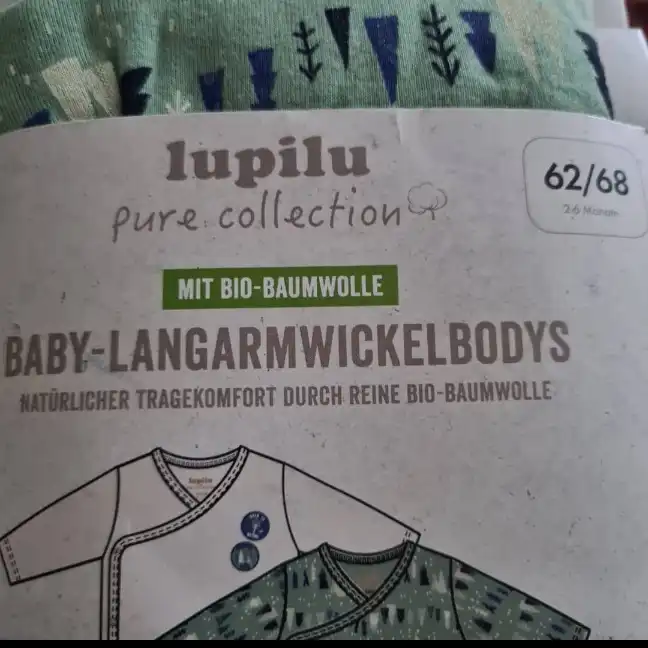 lupilu
pure collection
62/68
2-6 Monate
MIT BIO-BAUMWOLLE
BABY-LANGARMWICKELBODYS
NATÜRLICHER TRAGEKOMFORT DURCH REINE BIO-BAUMWOLLE
lupilu